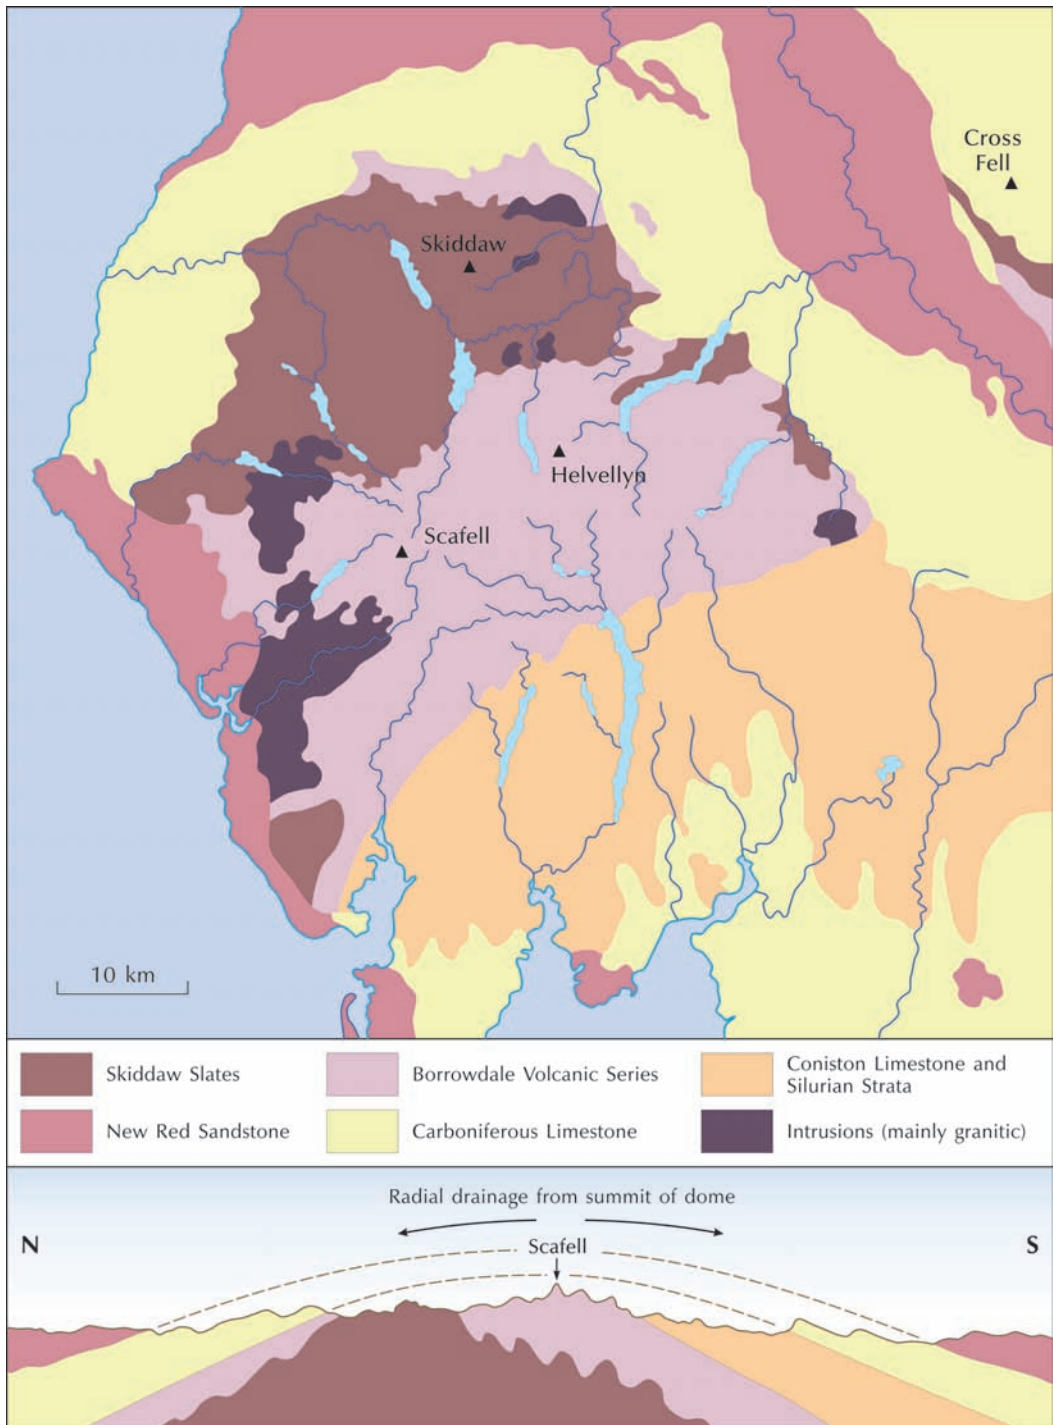 Cross
Fell
Skiddaw
Helvellyn
Scafell
10 km
Skiddaw Slates
Borrowdale Volcanic Series
Coniston Limestone and
Silurian Strata
New Red Sandstone
Carboniferous Limestone
Intrusions (mainly granitic)
Radial drainage from summit of dome
N
Scafell
S